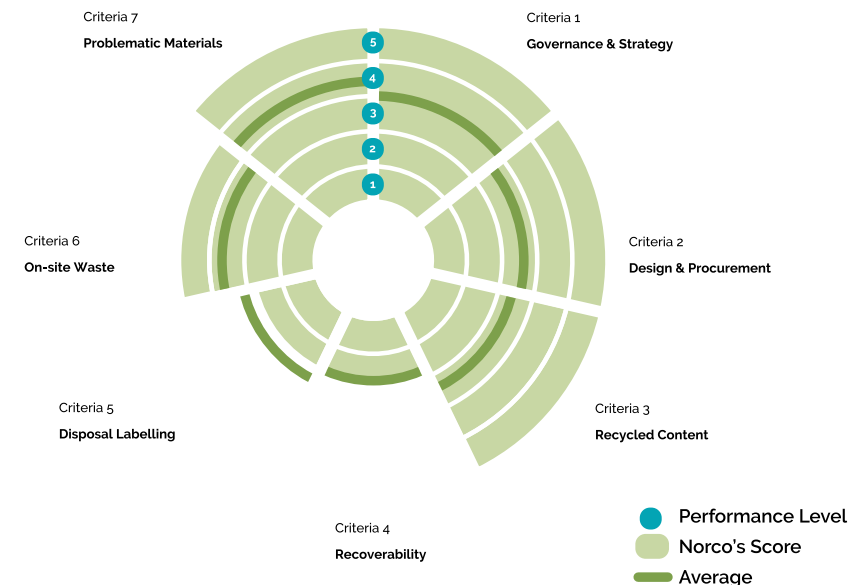 Criteria 7
Problematic Materials
Criteria 1
Governance & Strategy
5
4
3
2
1
Criteria 6
On-site Waste
Criteria 2
Design & Procurement
Criteria 5
Disposal Labelling
Criteria 3
Recycled Content
Criteria 4
Recoverability
Performance Level
Norco's Score
Average